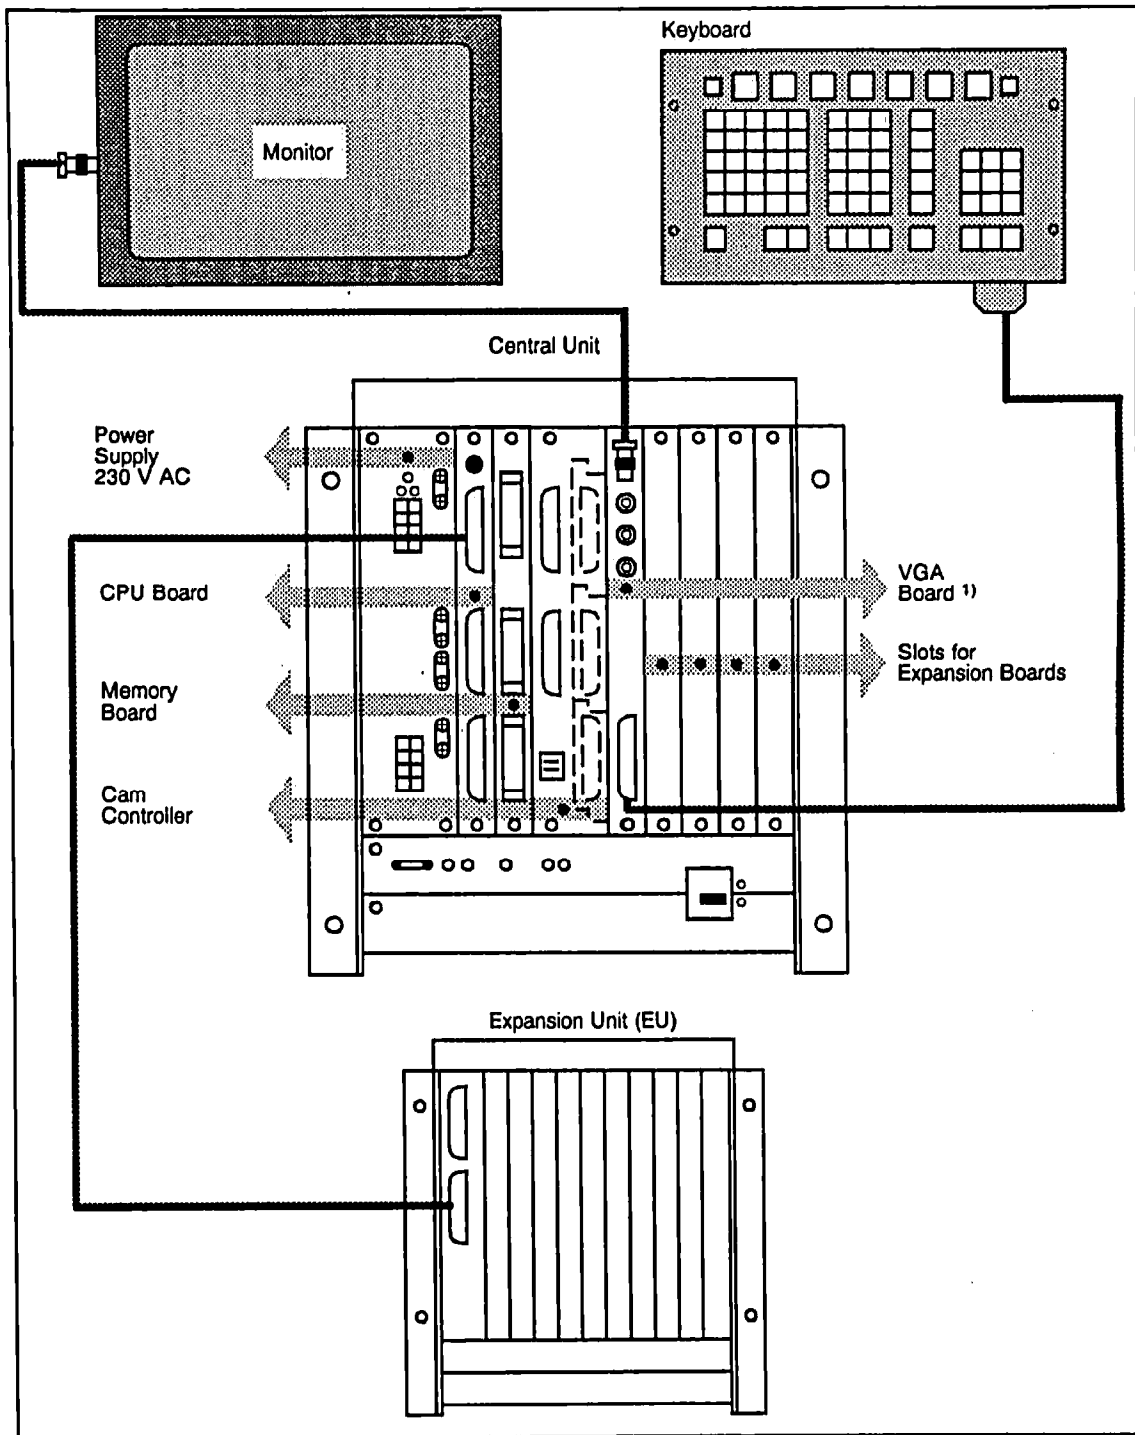 Keyboard
Monitor
Central Unit
Power
Supply
230 V AC
CPU Board
VGA
Board 1)
Slots for
Expansion Boards
Memory
Board
Cam
Controller
Expansion Unit (EU)